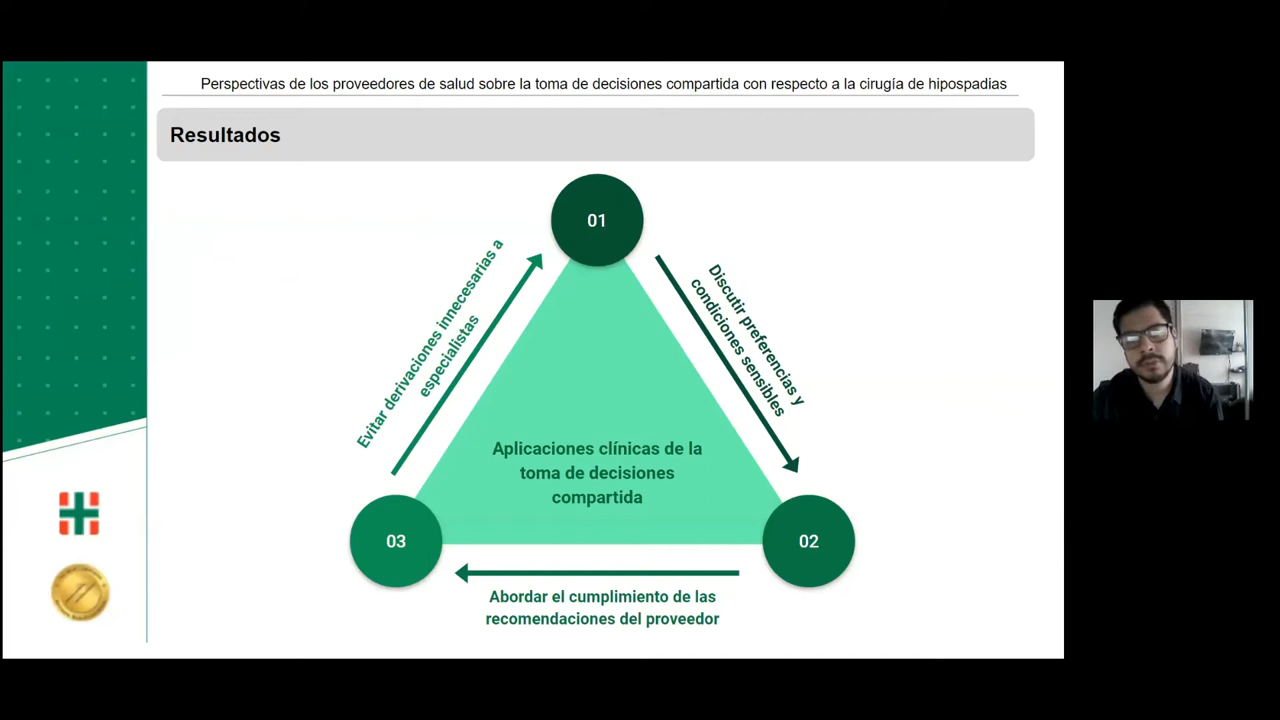 Perspectivas de los proveedores de salud sobre la toma de decisiones compartida con respecto a la cirugía de hipospadias
Resultados
01
Evitar derivaciones innecesarias a
especialistas
Discutir preferencias y
condiciones sensibles
Aplicaciones clínicas de la
toma de decisiones
compartida
03
02
Abordar el cumplimiento de las
recomendaciones del proveedor